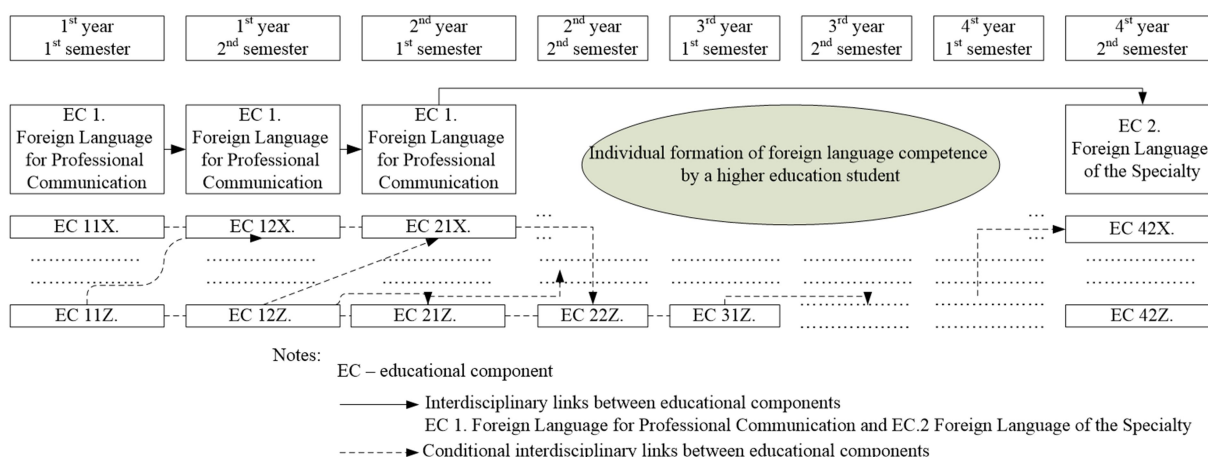 1st year
1st semester
1st year
2nd semester
2nd year
1st semester
2nd year
2nd semester
3rd year
1st semester
3rd year
2nd semester
4st year
1st semester
4st year
2nd semester
EC 1.
Foreign Language
for Professional
Communication
EC 1.
Foreign Language
for Professional
Communication
EC 1.
Foreign Language
for Professional
Communication
Individual formation of foreign language competence
by a higher education student
EC 2.
Foreign Language
of the Specialty
EC 11X.
EC 12X.
EC 21X.
...
...
...
...
EC 42X.
EC 11Z.
EC 12Z.
EC 21Z.
EC 22Z.
EC 31Z.
EC 42Z.
Notes:
EC – educational component
Interdisciplinary links between educational components
EC 1. Foreign Language for Professional Communication and EC.2 Foreign Language of the Specialty
Conditional interdisciplinary links between educational components